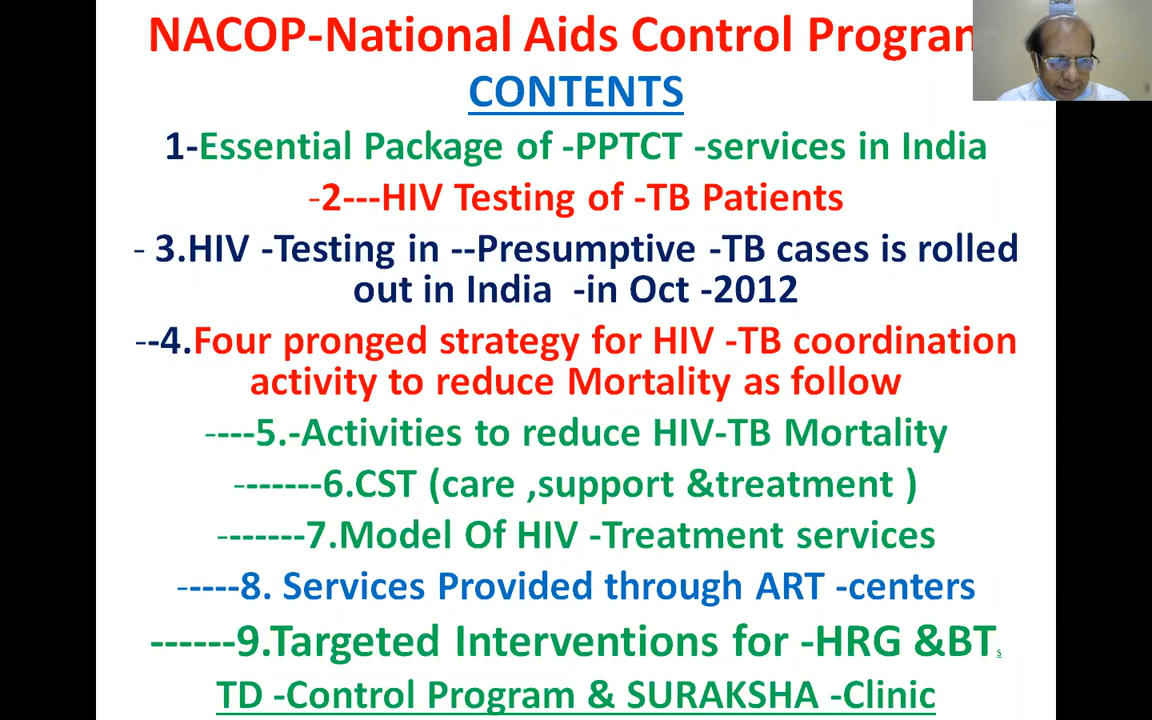 NACOP-National Aids Control Program
CONTENTS
1-Essential Package of -PPTCT -services in India
-2---HIV Testing of -TB Patients
- 3.HIV -Testing in --Presumptive -TB cases is rolled
out in India -in Oct -2012
--4.Four pronged strategy for HIV -TB coordination
activity to reduce Mortality as follow
----5.-Activities to reduce HIV-TB Mortality
-------6.CST (care ,support &treatment )
-------7.Model Of HIV -Treatment services
-----8. Services Provided through ART -centers
------9.Targeted Interventions for -HRG &BTs
TD -Control Program & SURAKSHA -Clinic